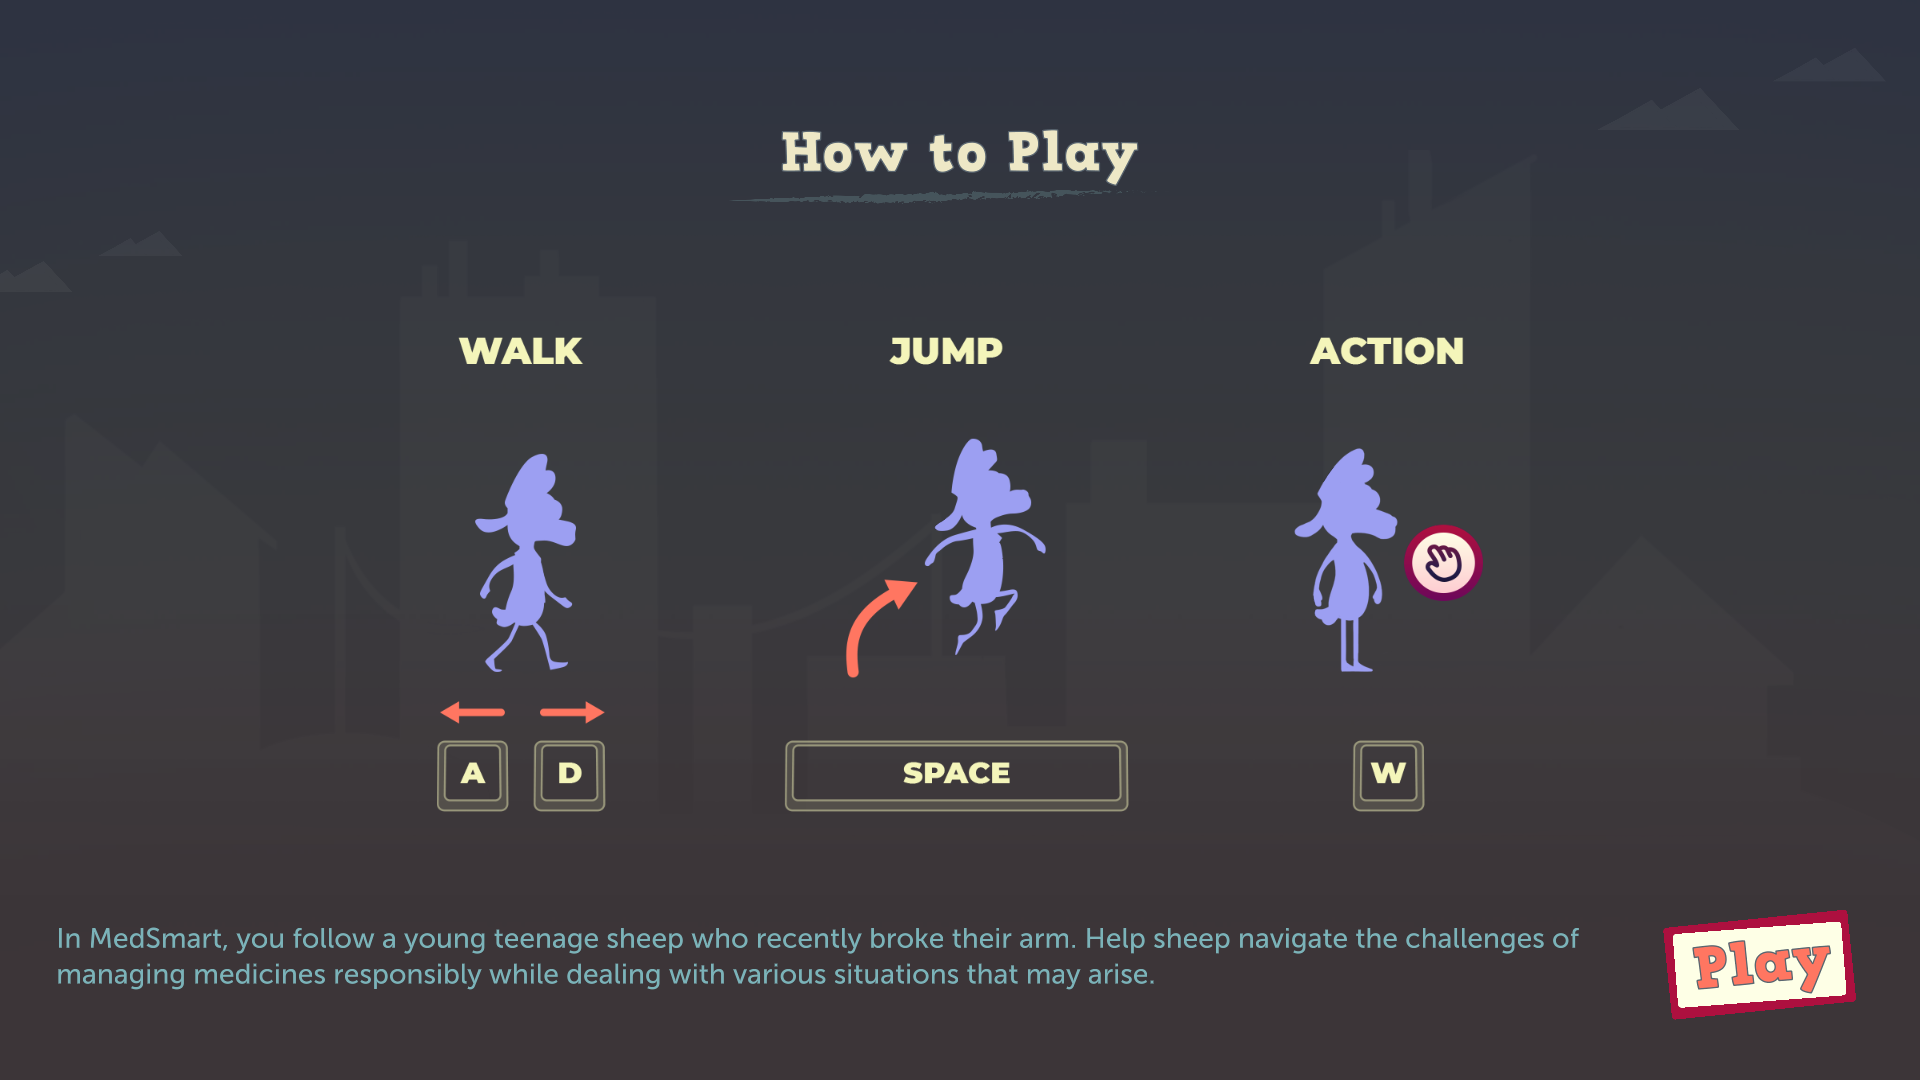 How to Play
WALK
JUMP
ACTION
A
D
SPACE
W
In MedSmart, you follow a young teenage sheep who recently broke their arm. Help sheep navigate the challenges of
managing medicines responsibly while dealing with various situations that may arise.
Play